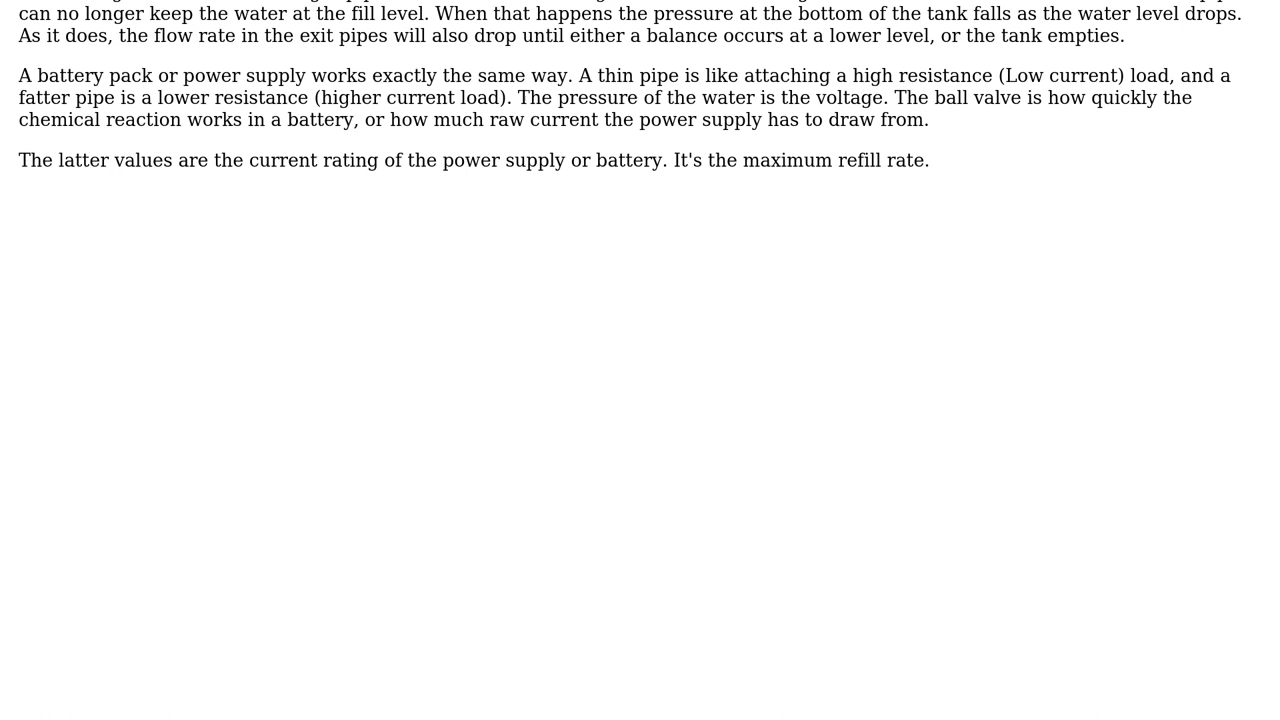 can no longer keep the water at the fill level. When that happens the pressure at the bottom of the tank falls as the water level drops.
As it does, the flow rate in the exit pipes will also drop until either a balance occurs at a lower level, or the tank empties.
A battery pack or power supply works exactly the same way. A thin pipe is like attaching a high resistance (Low current) load, and a
fatter pipe is a lower resistance (higher current load). The pressure of the water is the voltage. The ball valve is how quickly the
chemical reaction works in a battery, or how much raw current the power supply has to draw from.
The latter values are the current rating of the power supply or battery. It's the maximum refill rate.